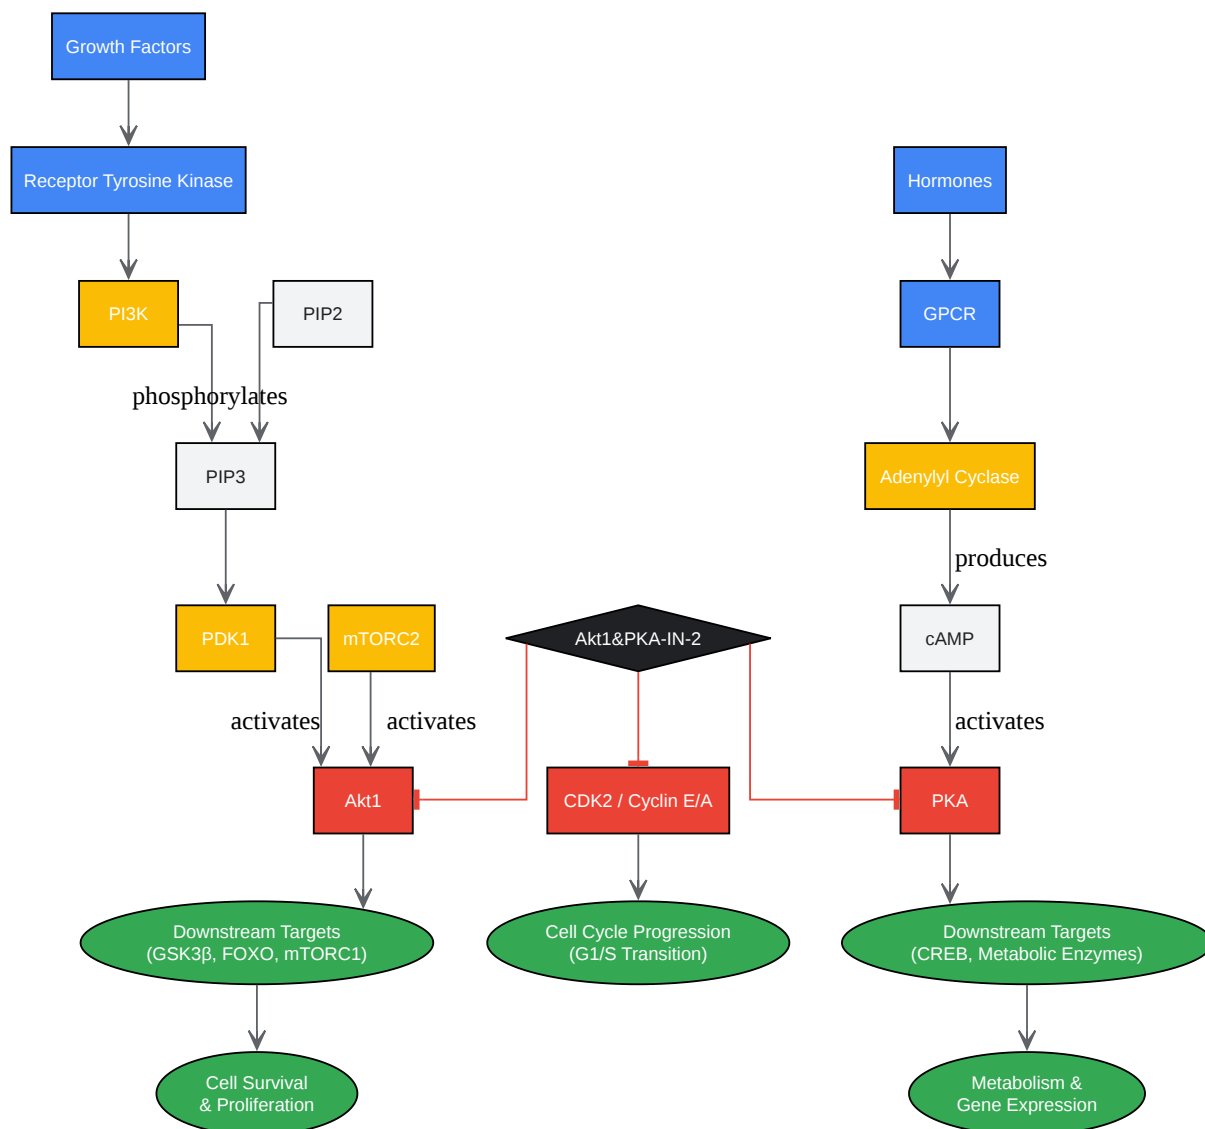 Growth Factors
Receptor Tyrosine Kinase
Hormones
PI3K
PIP2
GPCR
phosphorylates
PIP3
Adenylyl Cyclase
produces
PDK1
mTORC2
Akt1&PKA-IN-2
cAMP
activates
activates
activates
Akt1
CDK2 / Cyclin E/A
PKA
Downstream Targets
(GSK3β, FOXO, mTORC1)
Cell Cycle Progression
(G1/S Transition)
Downstream Targets
(CREB, Metabolic Enzymes)
Cell Survival
& Proliferation
Metabolism &
Gene Expression